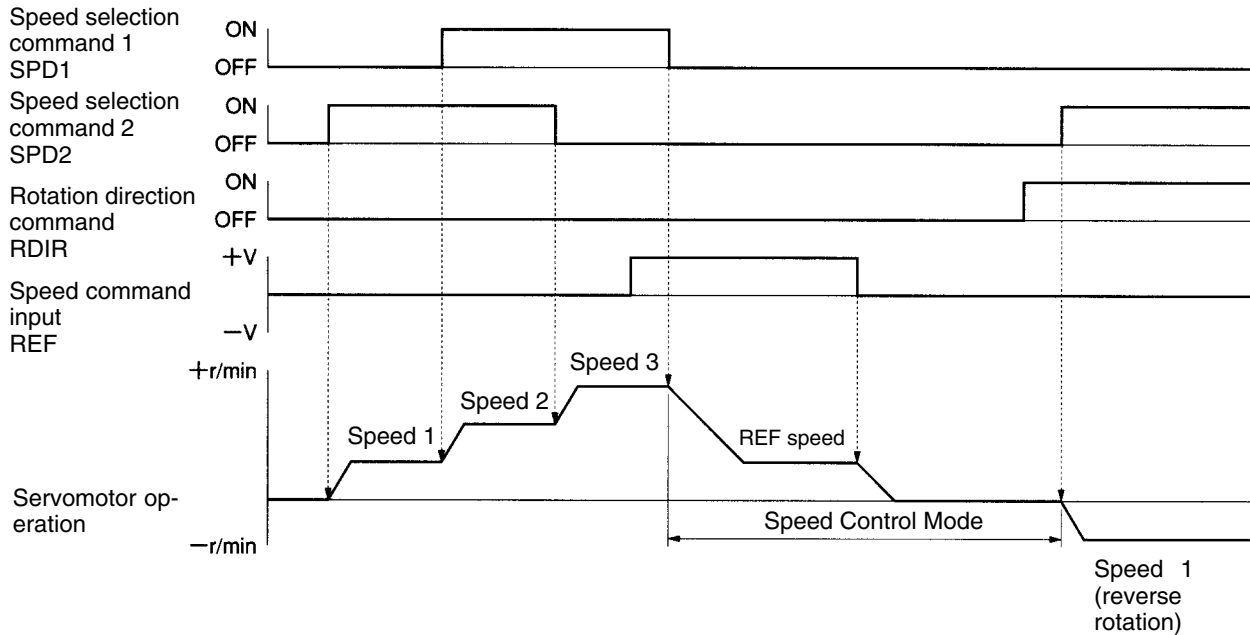 Speed selection
command 1
SPD1
ON
OFF
Speed selection
command 2
SPD2
ON
OFF
Rotation direction
command
RDIR
ON
OFF
Speed command
input
REF
+V
−V
+r/min
Speed 3
Speed 2
Speed 1
REF speed
Servomotor op-
eration
Speed Control Mode
−r/min
Speed 1
(reverse
rotation)